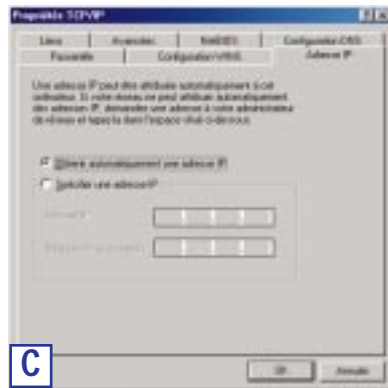 Propriétés TCP/IP
Liens Avancées NetBIOS Configuration DNS
Passerelle Configuration WINS Adresse IP
Une adresse IP peut être attribuée automatiquement à cet
ordinateur. Si votre réseau ne peut attribuer automatiquement
des adresses IP, demandez une adresse à votre administrateur
de réseau et tapez-la dans l'espace situé ci-dessous.
Obtenir automatiquement une adresse IP
Spécifier une adresse IP
Adresse IP
OK Annuler
C